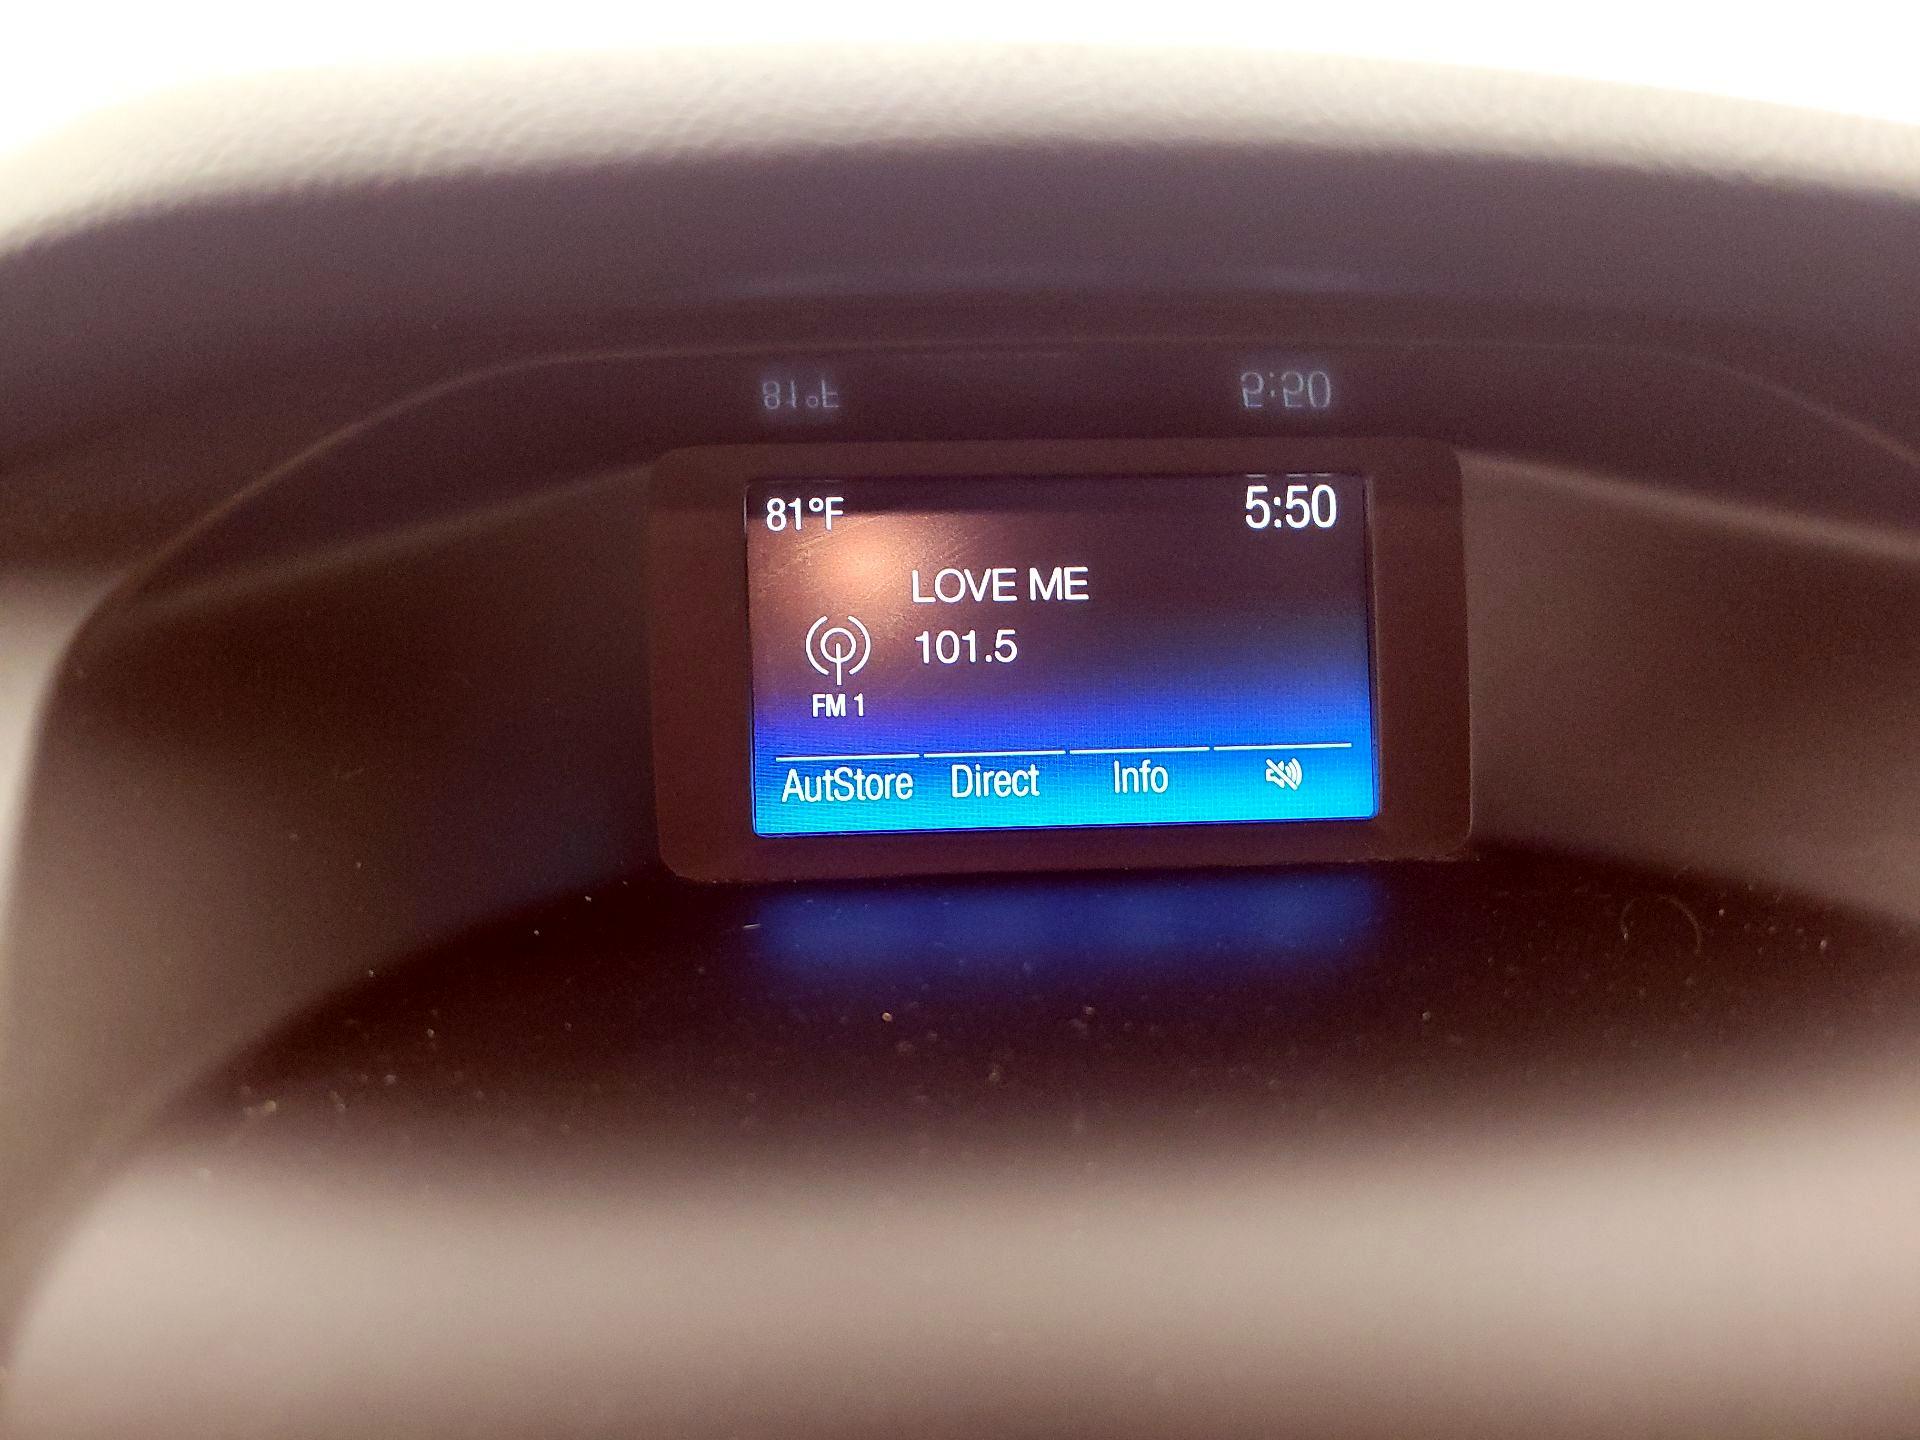 81°F 5:50
LOVE ME
101.5
FM 1
AutStore Direct Info